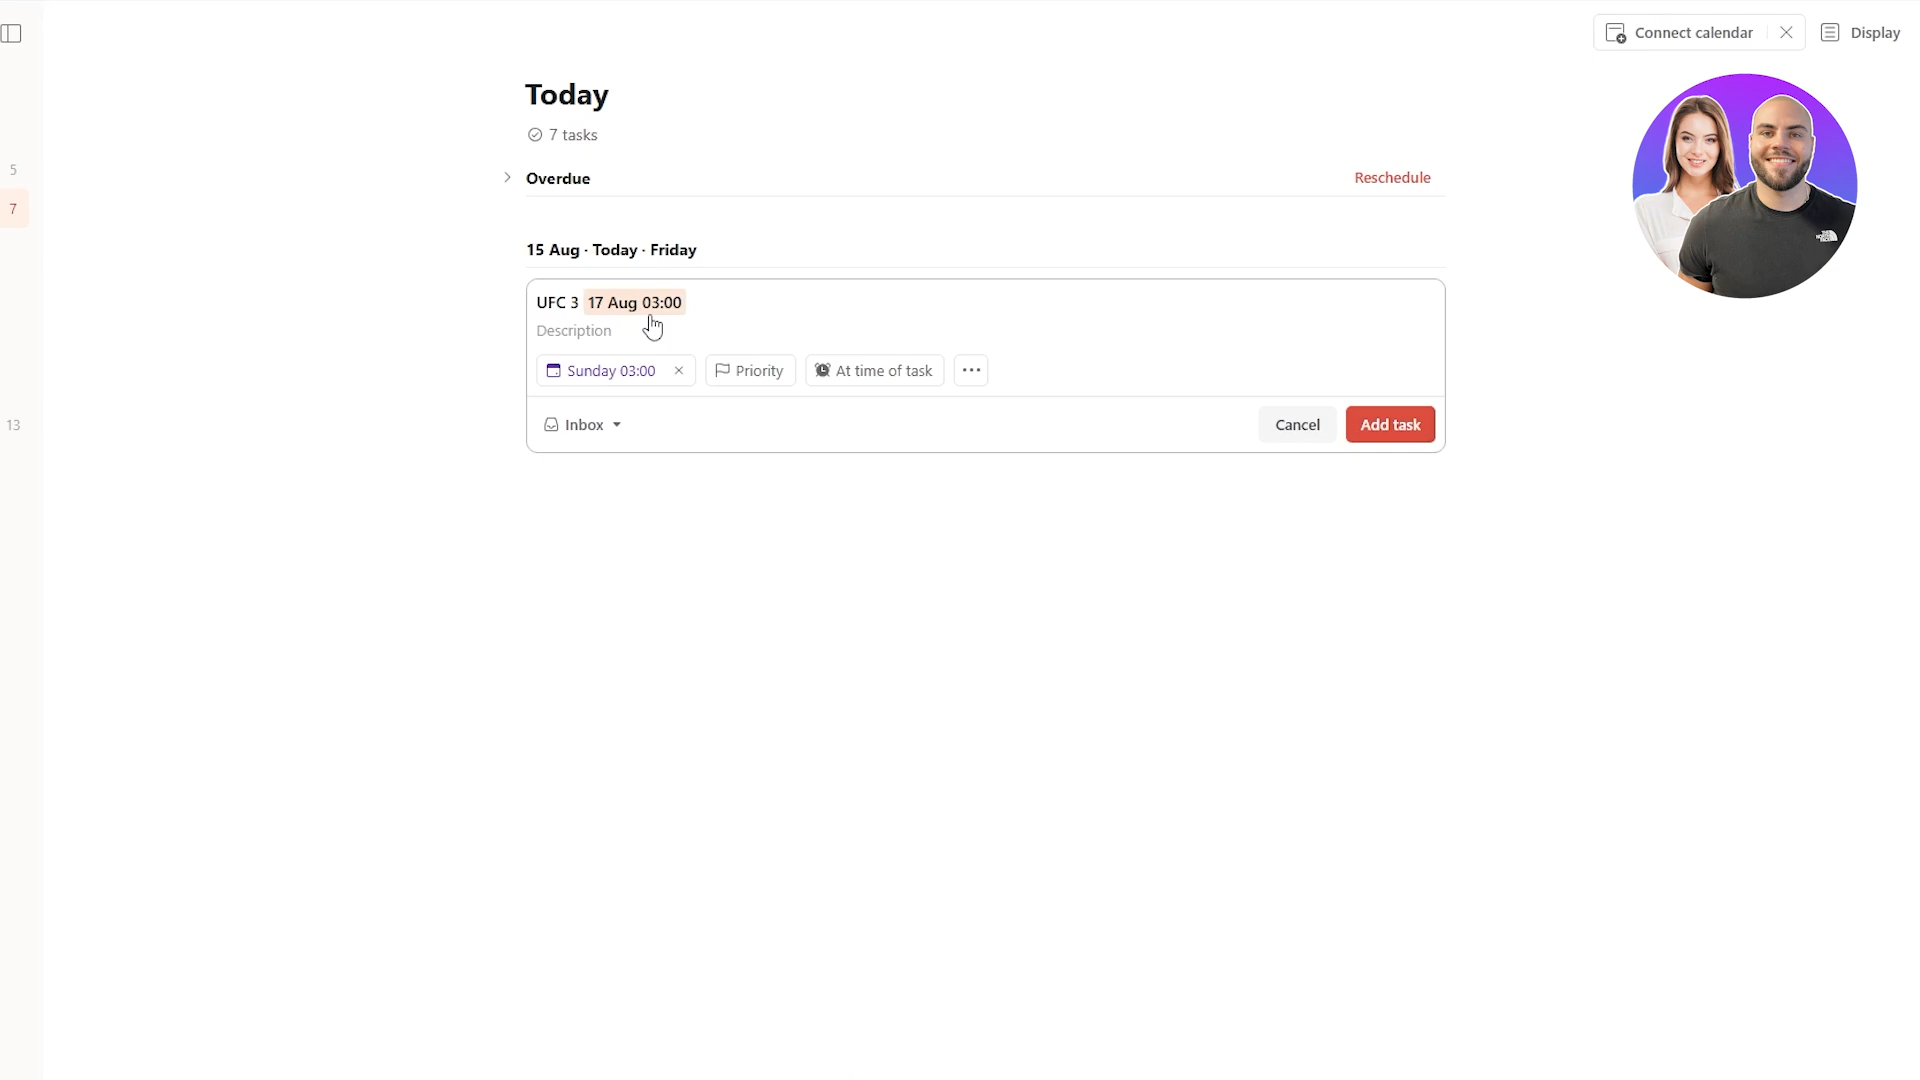 Connect calendar
Display
Today
7 tasks
5
Overdue
Reschedule
7
15 Aug · Today · Friday
UFC 3 17 Aug 03:00
Description
Sunday 03:00
Priority
At time of task
13
Inbox
Cancel
Add task